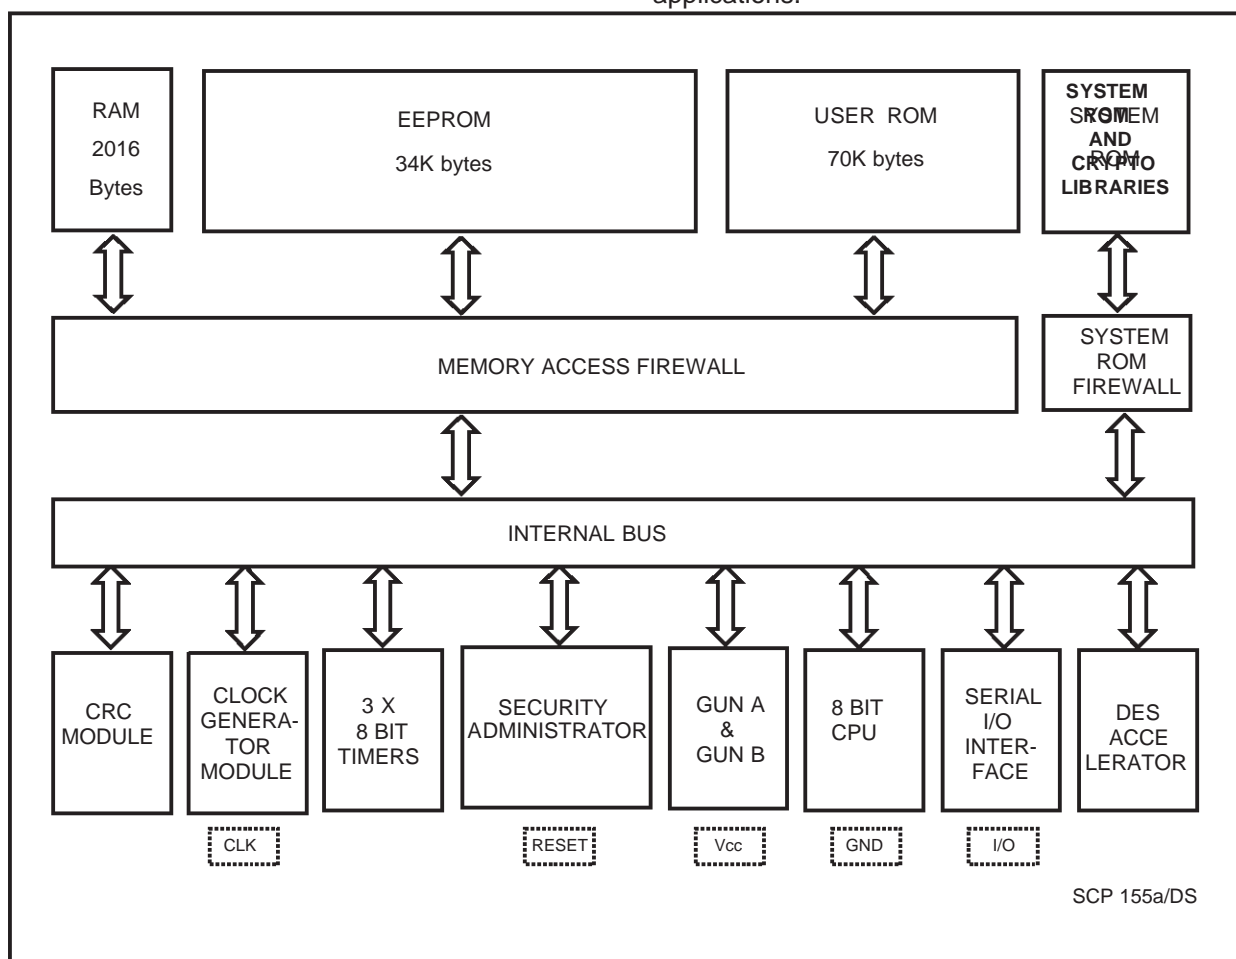 applications.
RAM
2016
Bytes
EEPROM
34K bytes
USER ROM
70K bytes
SYSTEM
ROM
AND
CRYPTO
LIBRARIES
SYSTEM
ROM
MEMORY ACCESS FIREWALL
SYSTEM
ROM
FIREWALL
INTERNAL BUS
CRC
MODULE
CLOCK
GENERA-
TOR
MODULE
3 X
8 BIT
TIMERS
SECURITY
ADMINISTRATOR
GUN A
&
GUN B
8 BIT
CPU
SERIAL
I/O
INTER-
FACE
DES
ACCE
LERATOR
CLK
RESET
Vcc
GND
I/O
SCP 155a/DS